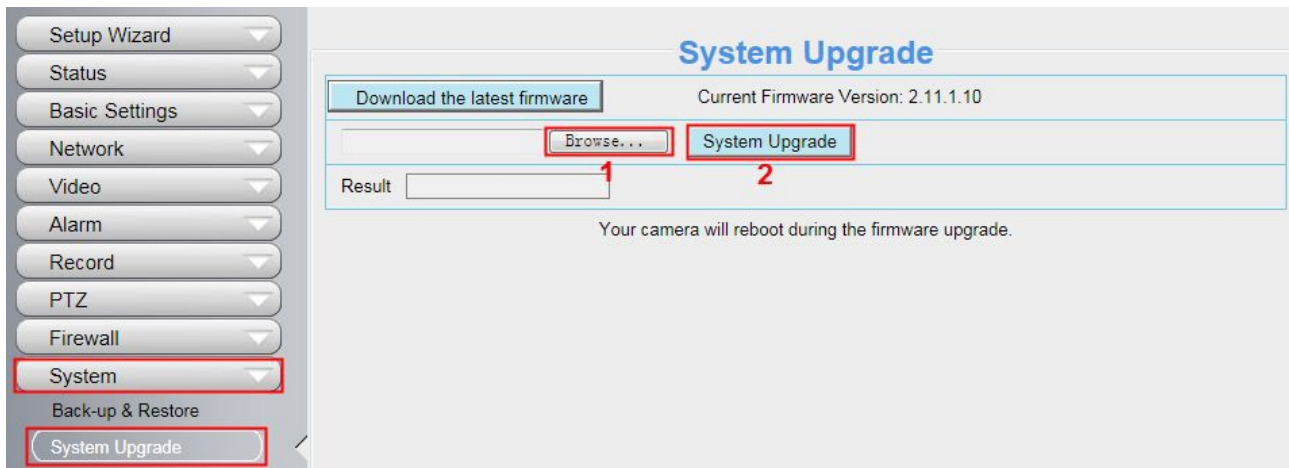 Setup Wizard
Status
Basic Settings
Network
Video
Alarm
Record
PTZ
Firewall
System
Back-up & Restore
System Upgrade
System Upgrade
Download the latest firmware Current Firmware Version: 2.11.1.10
Browse... System Upgrade
1 2
Result
Your camera will reboot during the firmware upgrade.